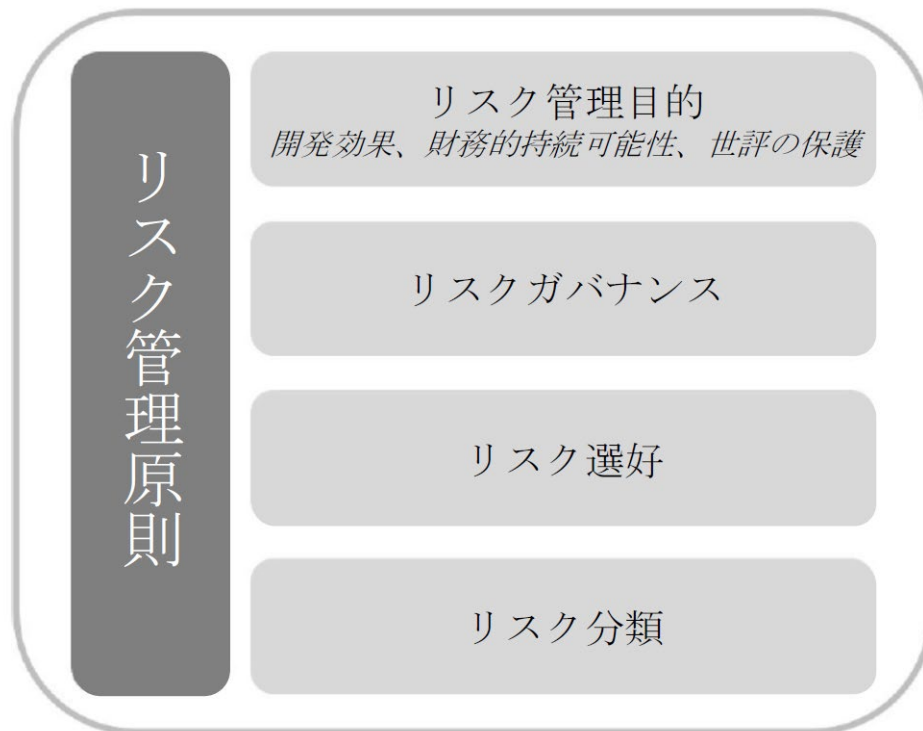 リスク管理原則
リスク管理目的
開発効果、財務的持続可能性、世評の保護
リスクガバナンス
リスク選好
リスク分類